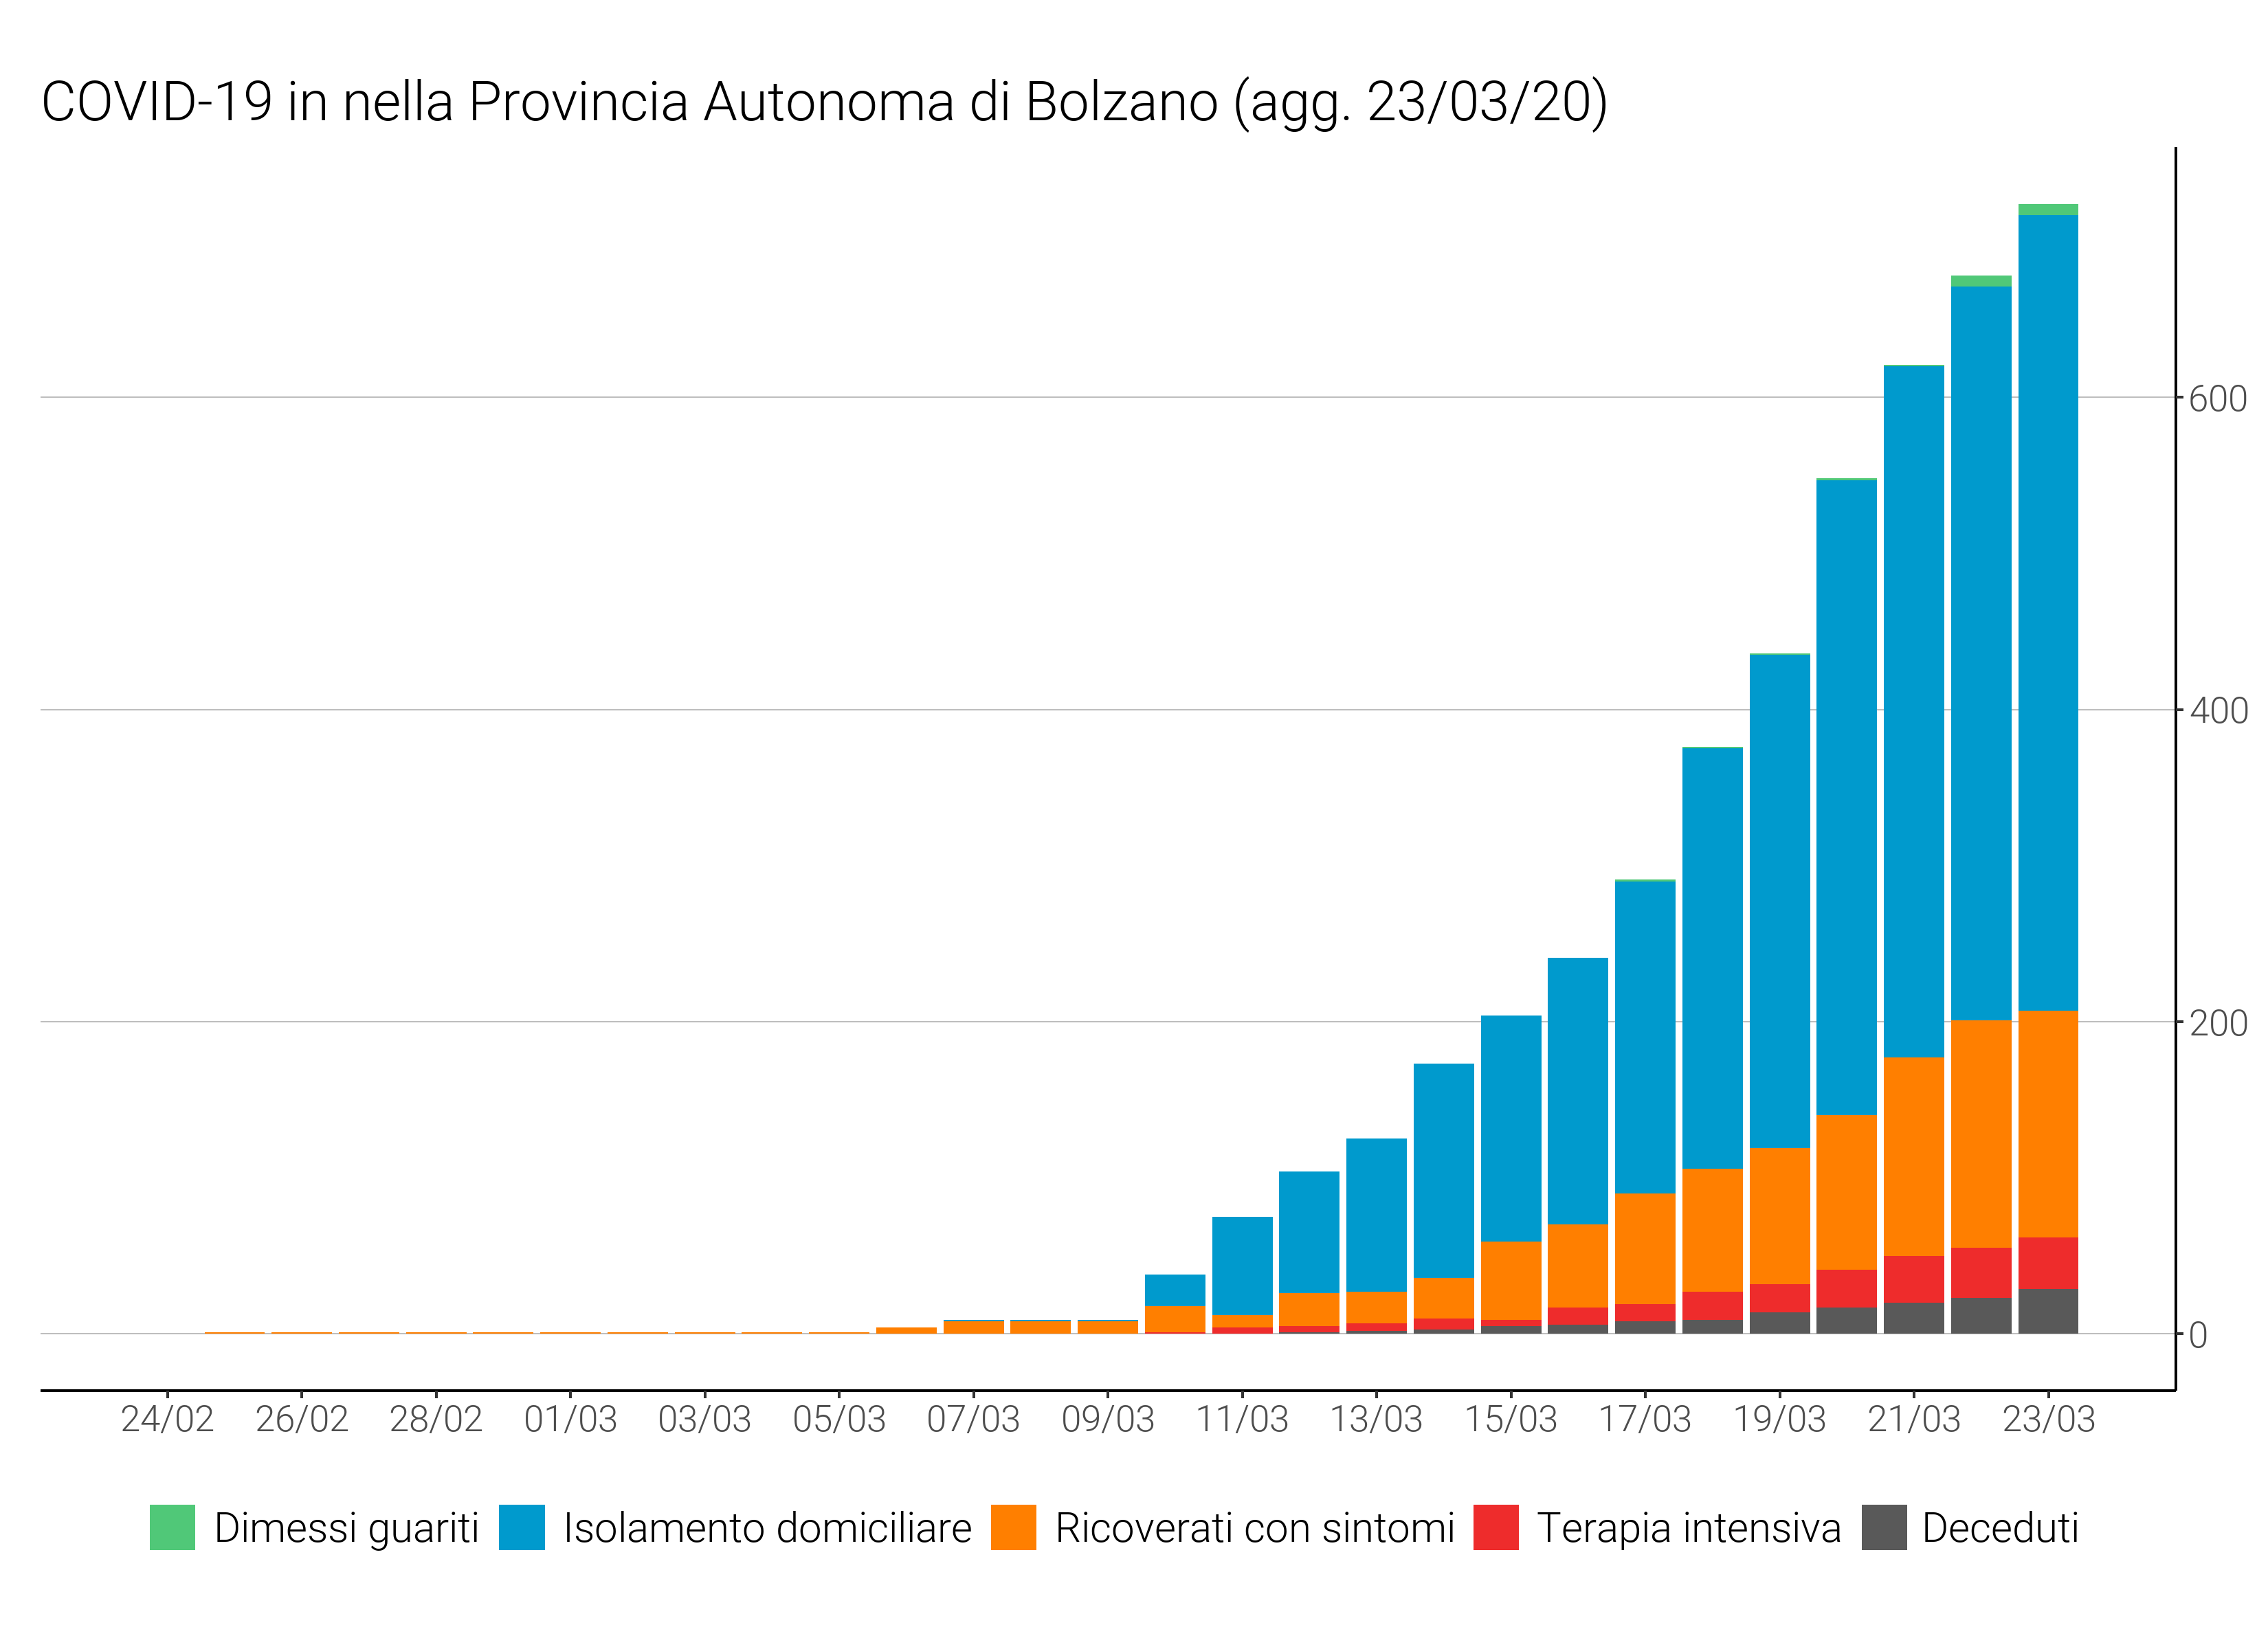 COVID-19 in nella Provincia Autonoma di Bolzano (agg. 23/03/20)
600
400
200
0
24/02 26/02 28/02 01/03 03/03 05/03 07/03 09/03 11/03 13/03 15/03 17/03 19/03 21/03 23/03
Dimessi guariti Isolamento domiciliare Ricoverati con sintomi Terapia intensiva Deceduti